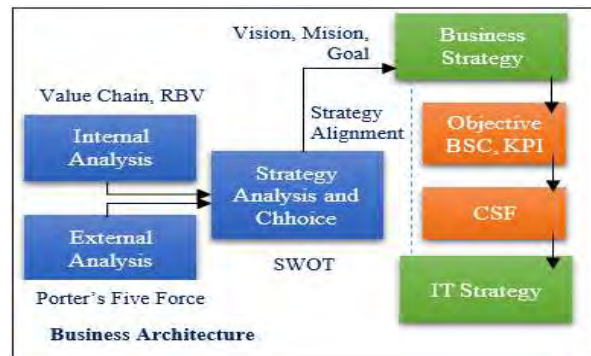 Vision, Mision,
Goal
Business
Strategy
Value Chain, RBV
Internal
Analysis
Strategy
Alignment
Objective
BSC, KPI
Strategy
Analysis and
Chhoice
CSF
External
Analysis
SWOT
IT Strategy
Porter's Five Force
Business Architecture